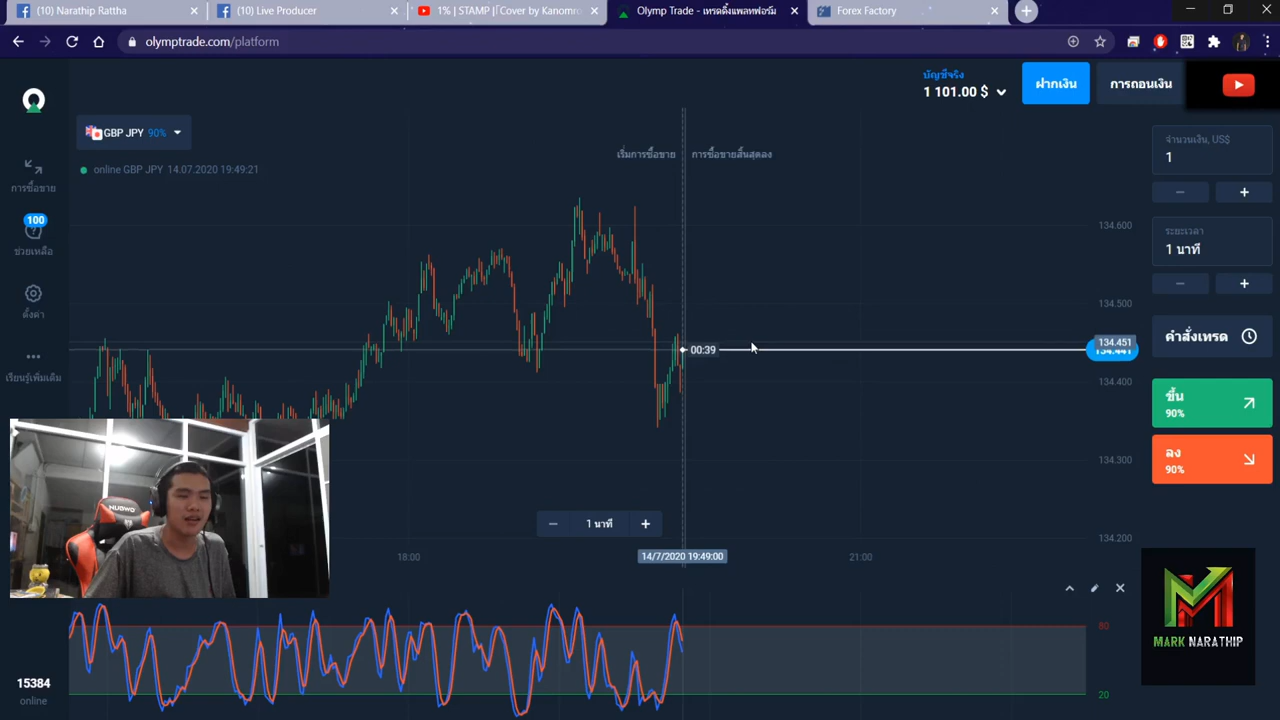 (10) Narathip Rattha
(10) Live Producer
1% | STAMP |「Cover by Kanomro
Olymp Trade - เทรดดิ้งแพลทฟอร์ม
Forex Factory
olymptrade.com/platform
บัญชีจริง
1 101.00 $
ฝากเงิน
การถอนเงิน
GBP JPY 90%
online GBP JPY 14.07.2020 19:49:21
เริ่มการซื้อขาย
การซื้อขายสิ้นสุดลง
จำนวนเงิน, US$
1
− +
ระยะเวลา
1 นาที
− +
คำสั่งเทรด
ขึ้น
90%
ลง
90%
การซื้อขาย
100
ช่วยเหลือ
ตั้งค่า
เรียนรู้เพิ่มเติม
134.600
134.500
134.451
134.441
134.400
134.300
134.200
00:39
NUBWO
− 1 นาที +
18:00
14/7/2020 19:49:00
21:00
80
20
MARK NARATHIP
15384
online